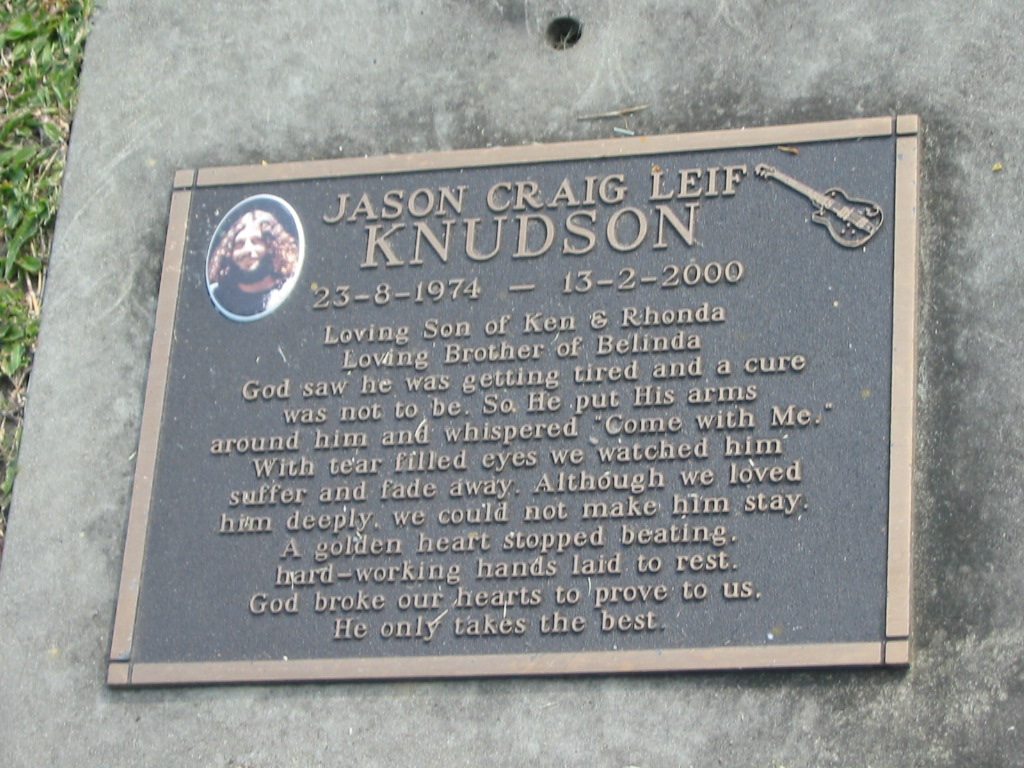 JASON CRAIG LEIF
KNUDSON
23-8-1974 — 13-2-2000
Loving Son of Ken & Rhonda
Loving Brother of Belinda
God saw he was getting tired and a cure
was not to be. So He put His arms
around him and whispered "Come with Me."
With tear filled eyes we watched him
suffer and fade away. Although we loved
him deeply, we could not make him stay.
A golden heart stopped beating,
hard-working hands laid to rest.
God broke our hearts to prove to us,
He only takes the best.